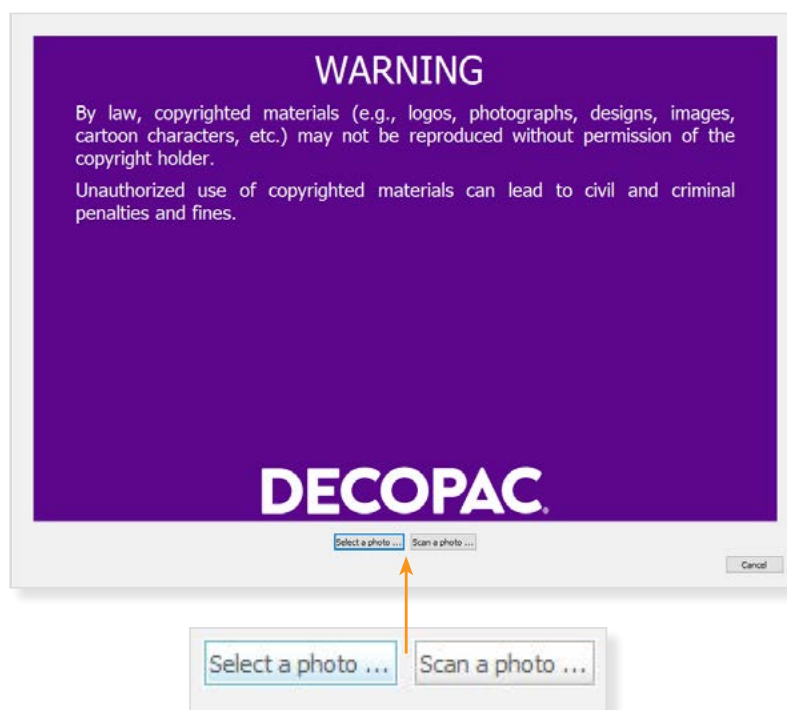 WARNING
By law, copyrighted materials (e.g., logos, photographs, designs, images,
cartoon characters, etc.) may not be reproduced without permission of the
copyright holder.
Unauthorized use of copyrighted materials can lead to civil and criminal
penalties and fines.
DECOPAC®
Select a photo ... Scan a photo ...
Cancel
Select a photo ... Scan a photo ...